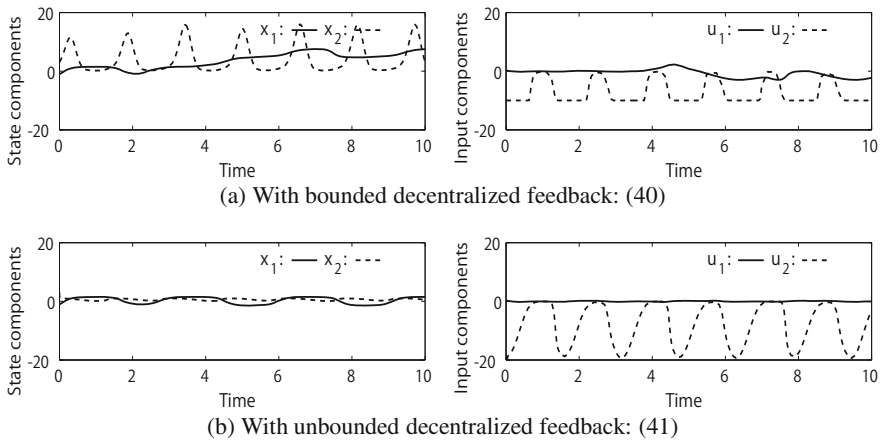 20
x1: x2:
0
-20
State components
0 2 4 6 8 10
Time
20
u1: u2:
0
-20
Input components
0 2 4 6 8 10
Time
(a) With bounded decentralized feedback: (40)
20
x1: x2:
0
-20
State components
0 2 4 6 8 10
Time
20
u1: u2:
0
-20
Input components
0 2 4 6 8 10
Time
(b) With unbounded decentralized feedback: (41)